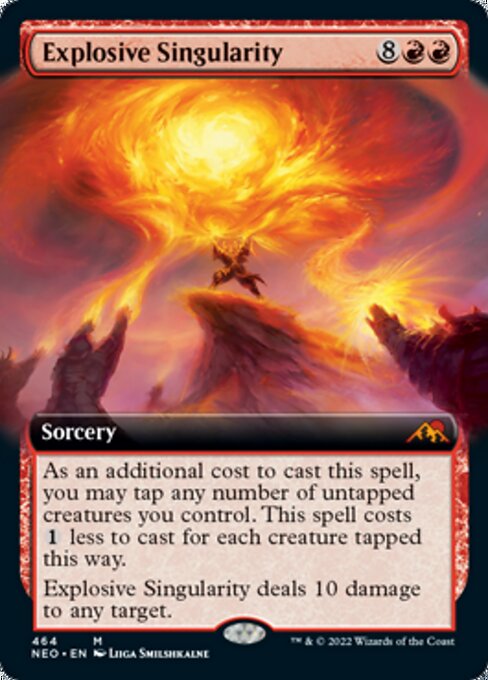 Explosive Singularity 8
Sorcery
As an additional cost to cast this spell,
you may tap any number of untapped
creatures you control. This spell costs
1 less to cast for each creature tapped
this way.
Explosive Singularity deals 10 damage
to any target.
464 M ™ & © 2022 Wizards of the Coast
NEO • EN Liiga Smilshkalne